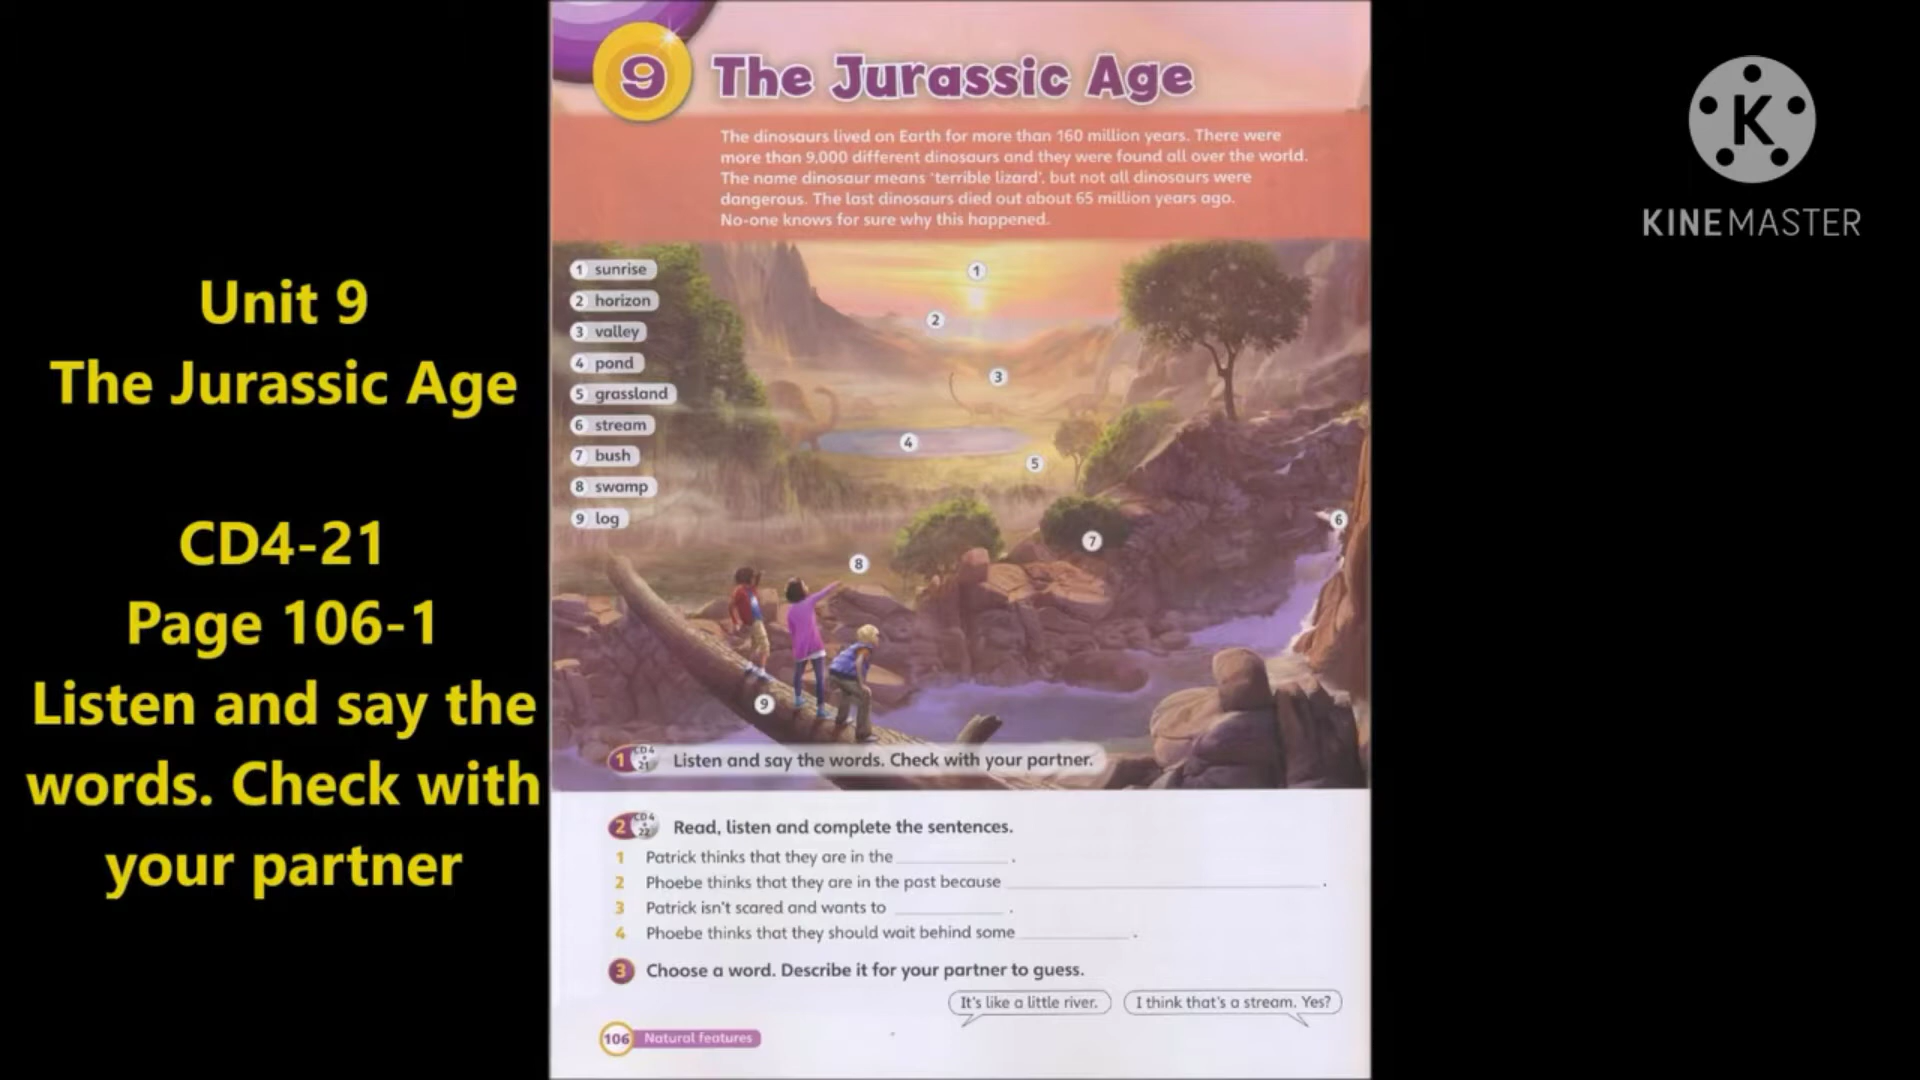 Unit 9
The Jurassic Age
CD4-21
Page 106-1
Listen and say the
words. Check with
your partner
9 The Jurassic Age
The dinosaurs lived on Earth for more than 160 million years. There were
more than 9,000 different dinosaurs and they were found all over the world.
The name dinosaur means 'terrible lizard', but not all dinosaurs were
dangerous. The last dinosaurs died out about 65 million years ago.
No-one knows for sure why this happened.
1 sunrise
2 horizon
3 valley
4 pond
5 grassland
6 stream
7 bush
8 swamp
9 log
1
2
3
4
5
6
7
8
9
1 CD4 21 Listen and say the words. Check with your partner.
2 CD4 22 Read, listen and complete the sentences.
1 Patrick thinks that they are in the ____________ .
2 Phoebe thinks that they are in the past because ____________________________________ .
3 Patrick isn't scared and wants to ____________ .
4 Phoebe thinks that they should wait behind some ____________ .
3 Choose a word. Describe it for your partner to guess.
It's like a little river.
I think that's a stream. Yes?
106 Natural features
K
KINEMASTER